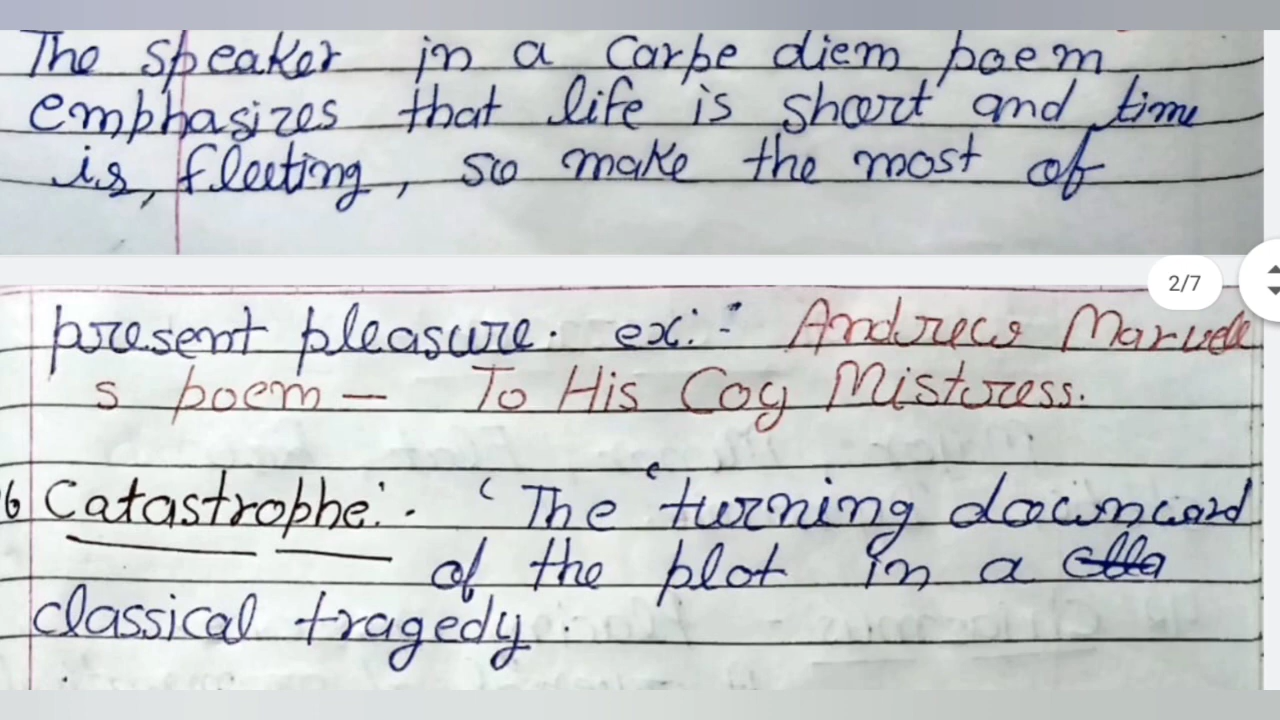 The speaker in a carpe diem poem
emphasizes that life is short and time
is, fleeting, so make the most of
2/7
present pleasure. ex:- Andrew Marvell
s poem — To His Coy Mistress.
6 Catastrophe:. ‘The “turning downward
of the plot in a
classical tragedy.